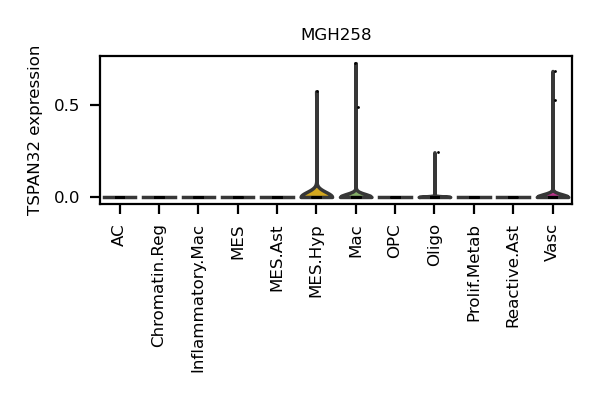 MGH258
TSPAN32 expression
0.5
0.0
AC
Chromatin.Reg
Inflammatory.Mac
MES
MES.Ast
MES.Hyp
Mac
OPC
Oligo
Prolif.Metab
Reactive.Ast
Vasc